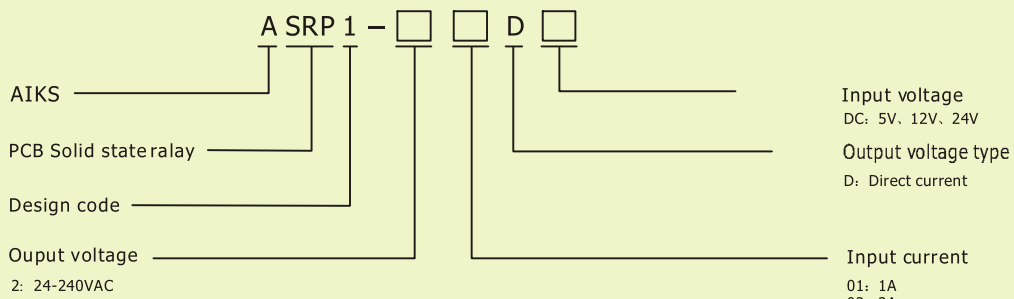 A SRP 1 – □ □ D □
AIKS
PCB Solid state ralay
Design code
Ouput voltage
2: 24-240VAC
Input voltage
DC: 5V、12V、24V
Output voltage type
D: Direct current
Input current
01: 1A